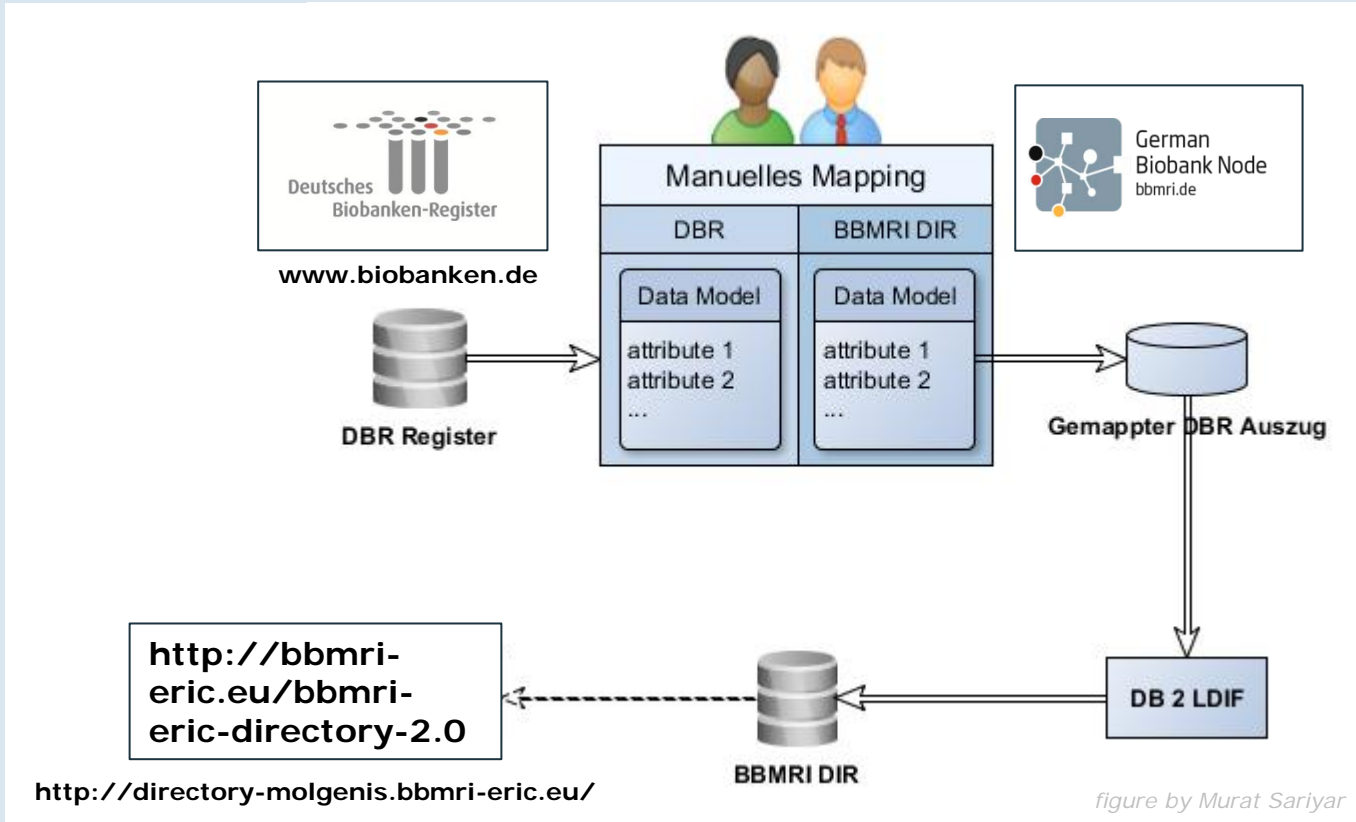 Deutsches
Biobanken-Register
www.biobanken.de
Manuelles Mapping
DBR
BBMRI DIR
Data Model
attribute 1
attribute 2
...
Data Model
attribute 1
attribute 2
...
German
Biobank Node
bbmri.de
DBR Register
Gemappter DBR Auszug
DB 2 LDIF
BBMRI DIR
http://bbmri-
eric.eu/bbmri-
eric-directory-2.0
http://directory-molgenis.bbmri-eric.eu/
figure by Murat Sariyar